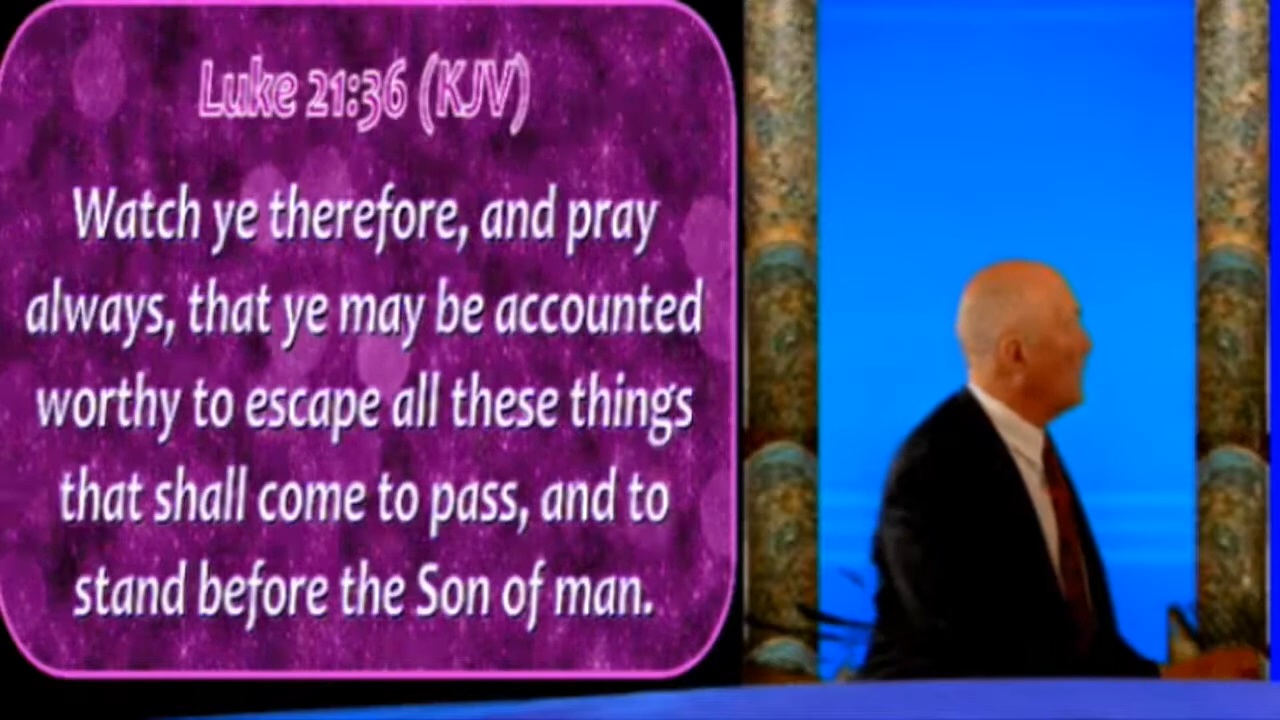 Luke 21:36 (KJV)
Watch ye therefore, and pray
always, that ye may be accounted
worthy to escape all these things
that shall come to pass, and to
stand before the Son of man.